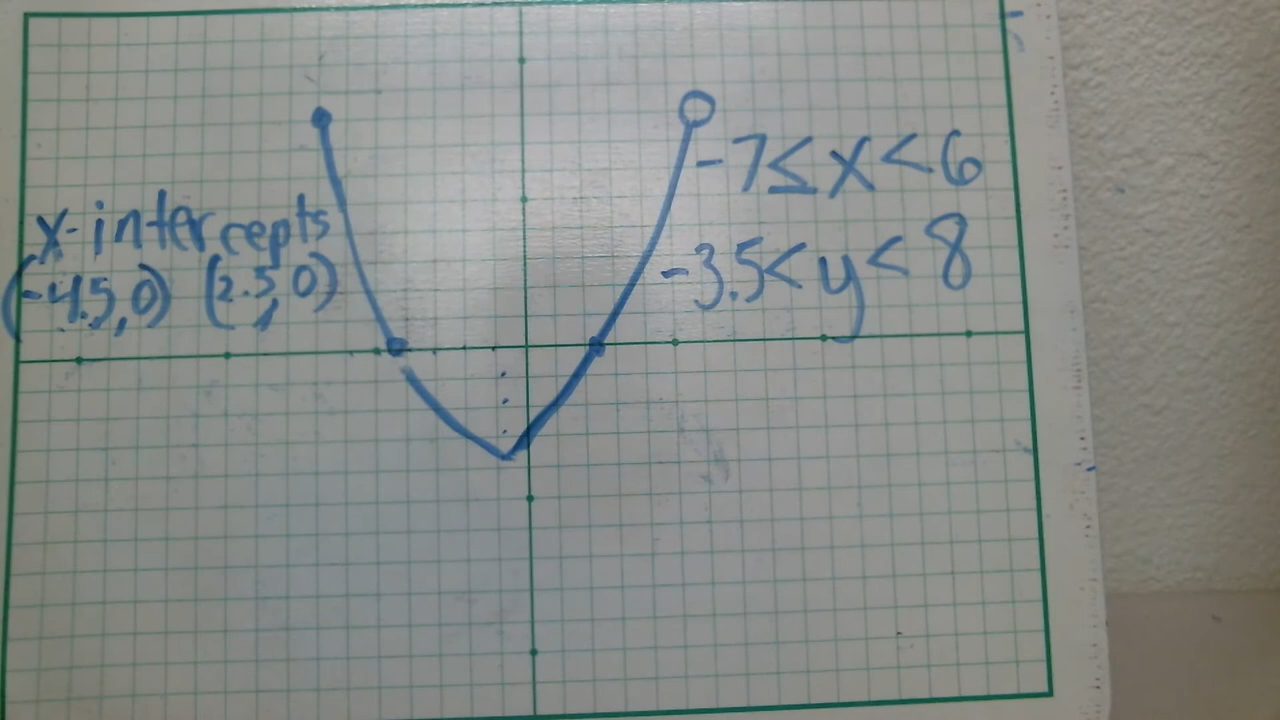 x-intercepts
(-4.5, 0) (2.5, 0)
-7≤x<6
-3.5<y<8